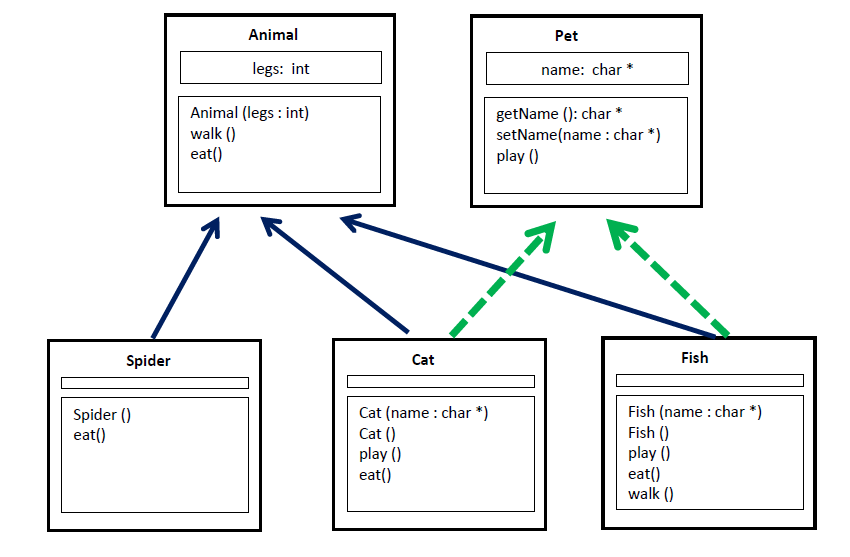 Animal
legs:  int
Animal (legs : int)
walk ()
eat()
Pet
name:  char *
getName (): char *
setName(name : char *)
play ()
Spider
Spider ()
eat()
Cat
Cat (name : char *)
Cat ()
play ()
eat()
Fish
Fish (name : char *)
Fish ()
play ()
eat()
walk ()